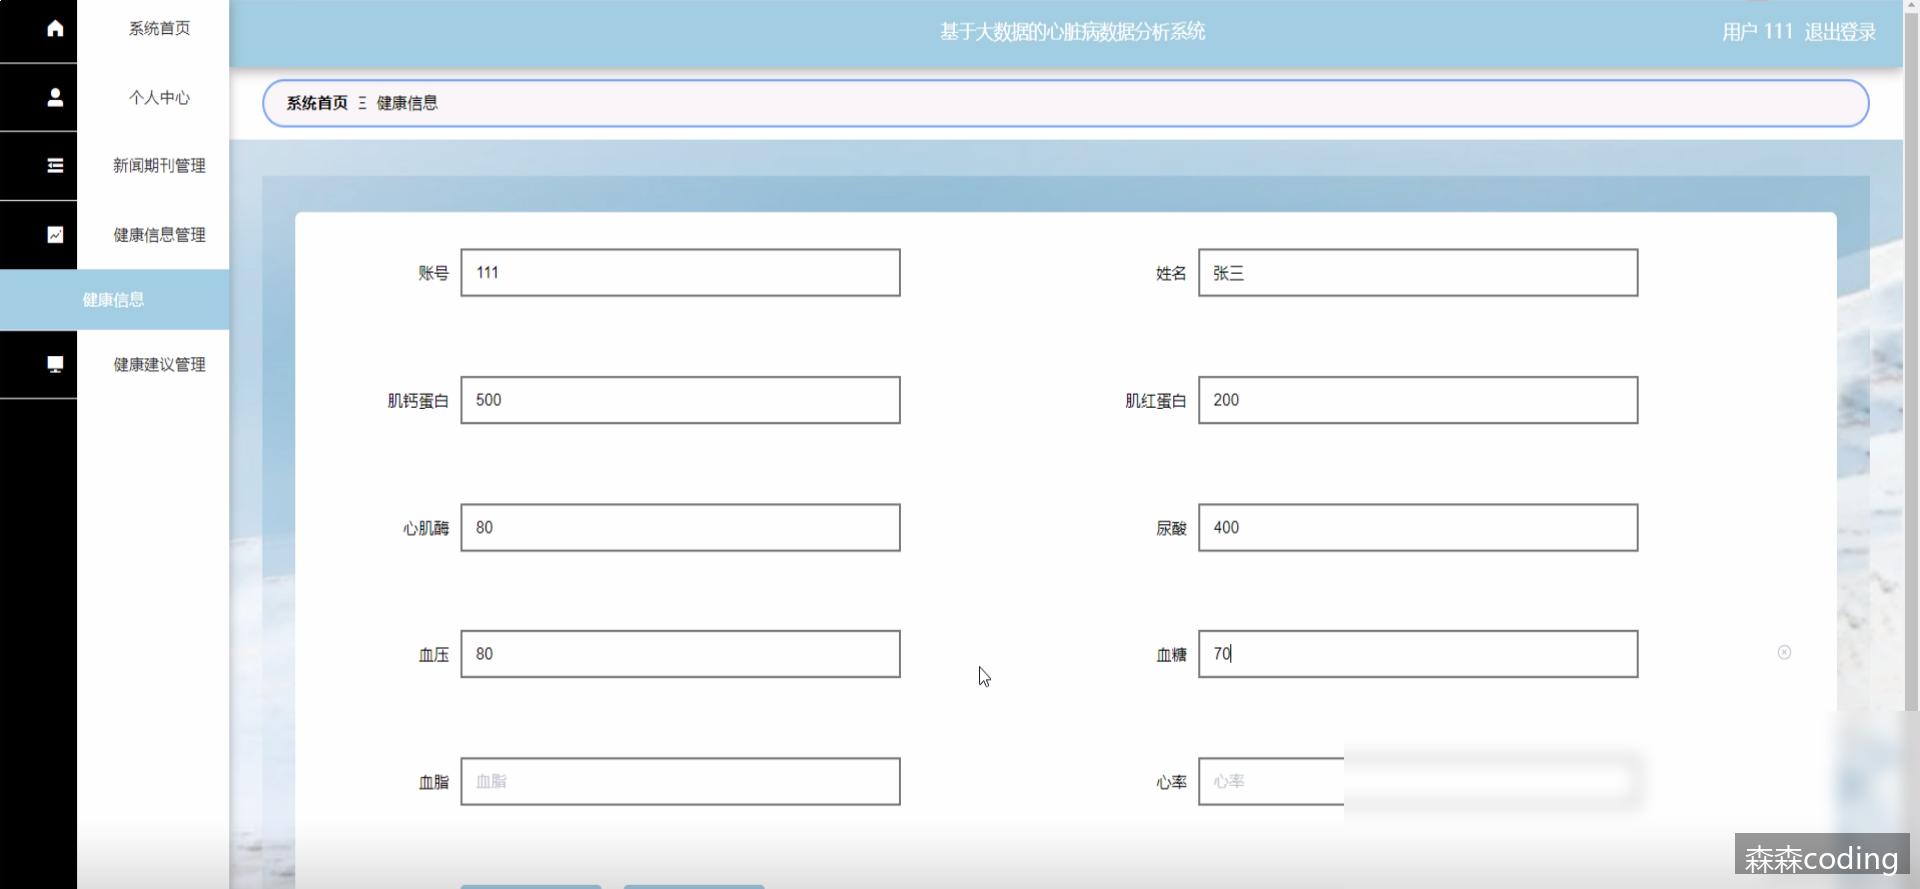 系统首页
个人中心
新闻期刊管理
健康信息管理
健康信息
健康建议管理
基于大数据的心脏病数据分析系统
用户 111 退出登录
系统首页 Ξ 健康信息
账号 111
姓名 张三
肌钙蛋白 500
肌红蛋白 200
心肌酶 80
尿酸 400
血压 80
血糖 70
血脂 血脂
心率 心率
森森coding